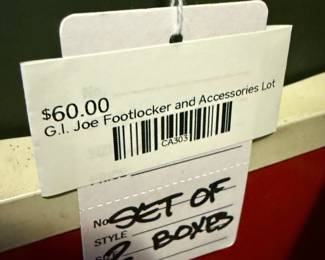 $60.00
G.I. Joe Footlocker and Accessories Lot
CA303
No SET OF
STYLE
2 BOXES